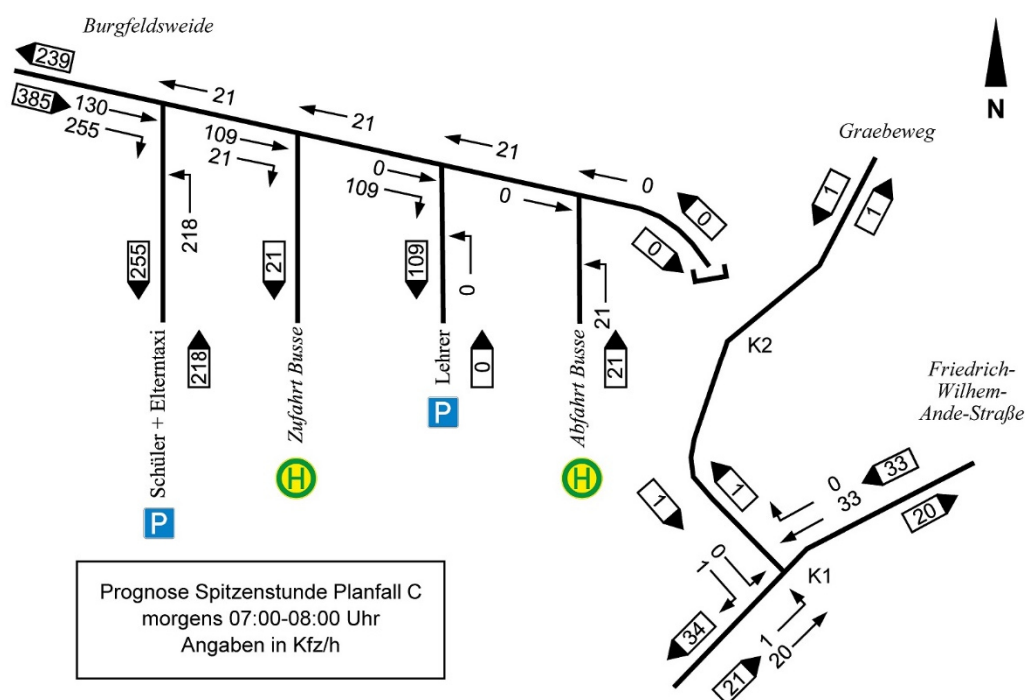 Burgfeldsweide
239
385
130
255
21
109
21
21
0
109
21
0
0
0
0
N
Graebeweg
1
1
218
255
21
109
0
21
218
0
21
Schüler + Elterntaxi
Zufahrt Busse
Lehrer
Abfahrt Busse
P
H
P
H
K2
Friedrich-
Wilhem-
Ande-Straße
1
1
0
33
33
20
1
0
K1
34
21
1
20
Prognose Spitzenstunde Planfall C
morgens 07:00-08:00 Uhr
Angaben in Kfz/h